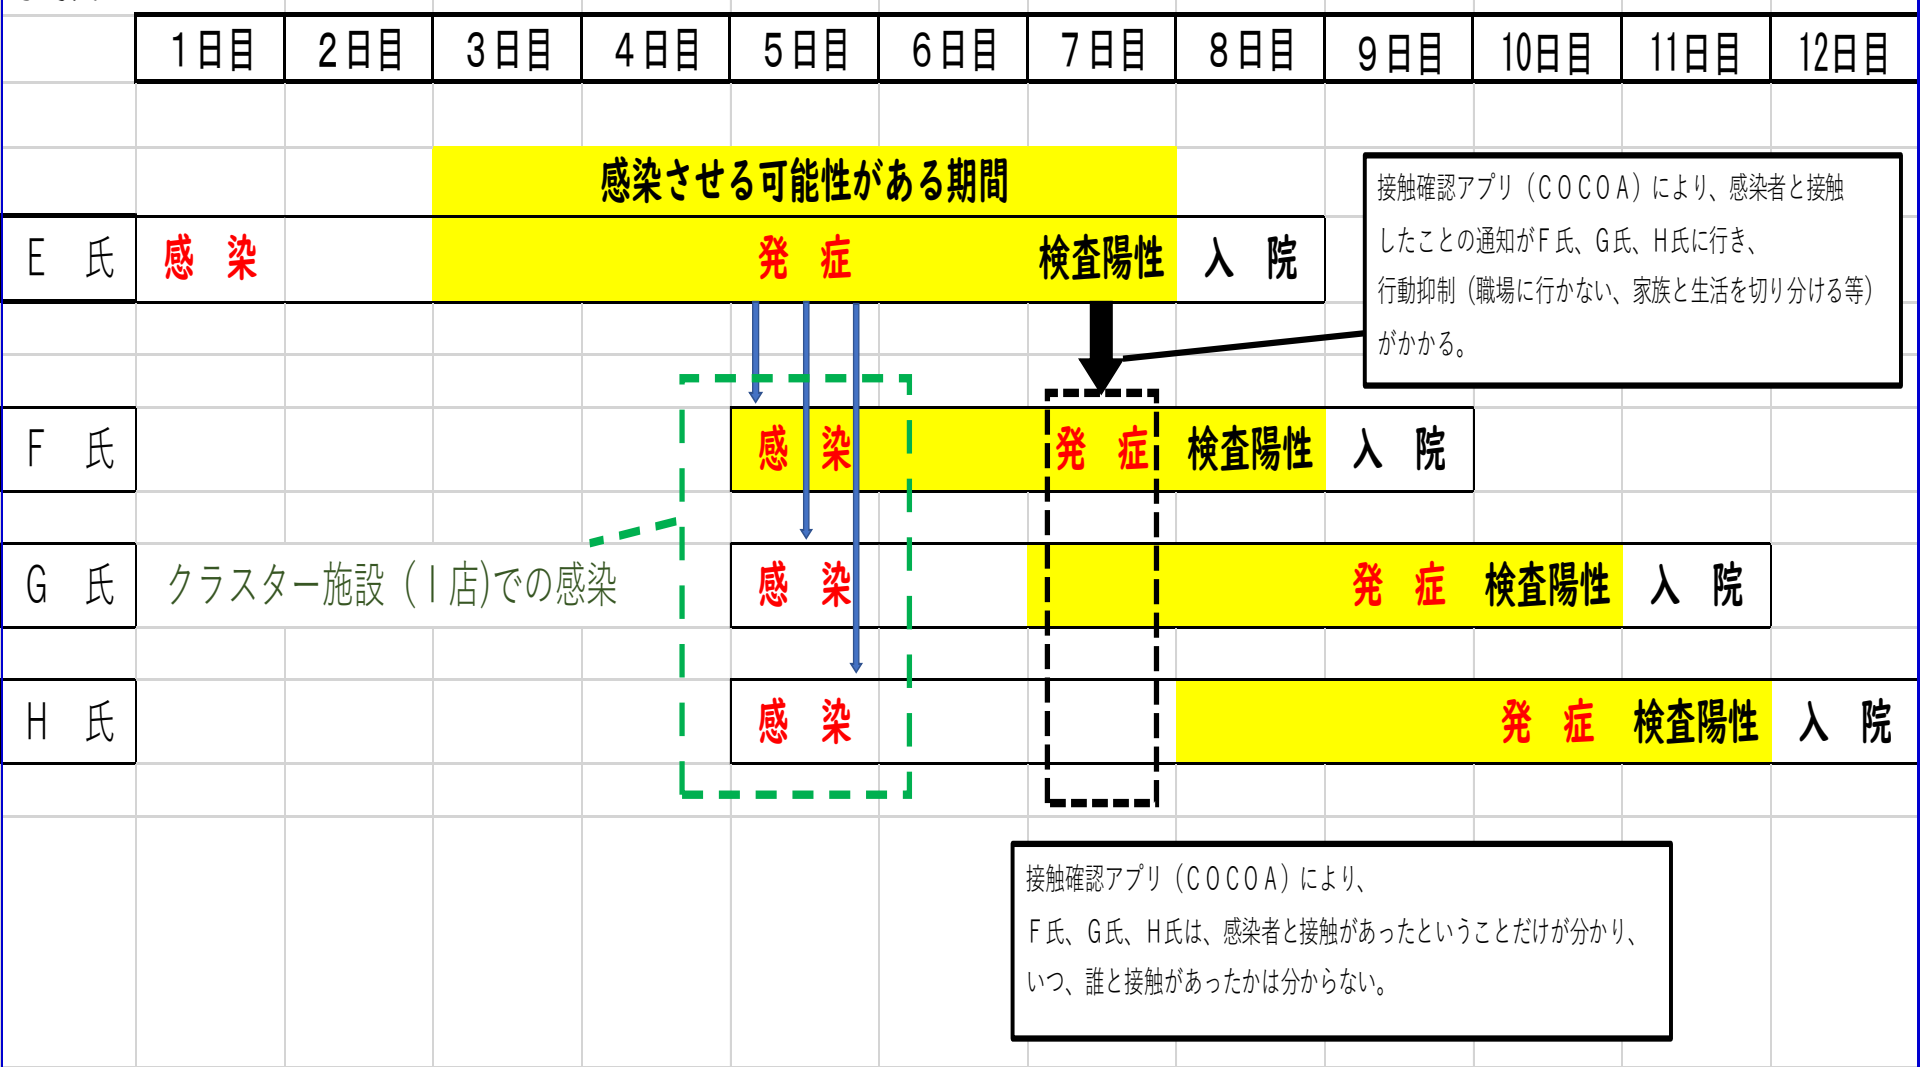 １日目 ２日目 ３日目 ４日目 ５日目 ６日目 ７日目 ８日目 ９日目 10日目 11日目 12日目
感染させる可能性がある期間
Ｅ　氏 感　染 発　症 検査陽性 入　院
接触確認アプリ（ＣＯＣＯＡ）により、感染者と接触
したことの通知がＦ氏、Ｇ氏、Ｈ氏に行き、
行動抑制（職場に行かない、家族と生活を切り分ける等）
がかかる。
Ｆ　氏 感　染 発　症 検査陽性 入　院
Ｇ　氏 クラスター施設（Ｉ店)での感染 感　染 発　症 検査陽性 入　院
Ｈ　氏 感　染 発　症 検査陽性 入　院
接触確認アプリ（ＣＯＣＯＡ）により、
Ｆ氏、Ｇ氏、Ｈ氏は、感染者と接触があったということだけが分かり、
いつ、誰と接触があったかは分からない。